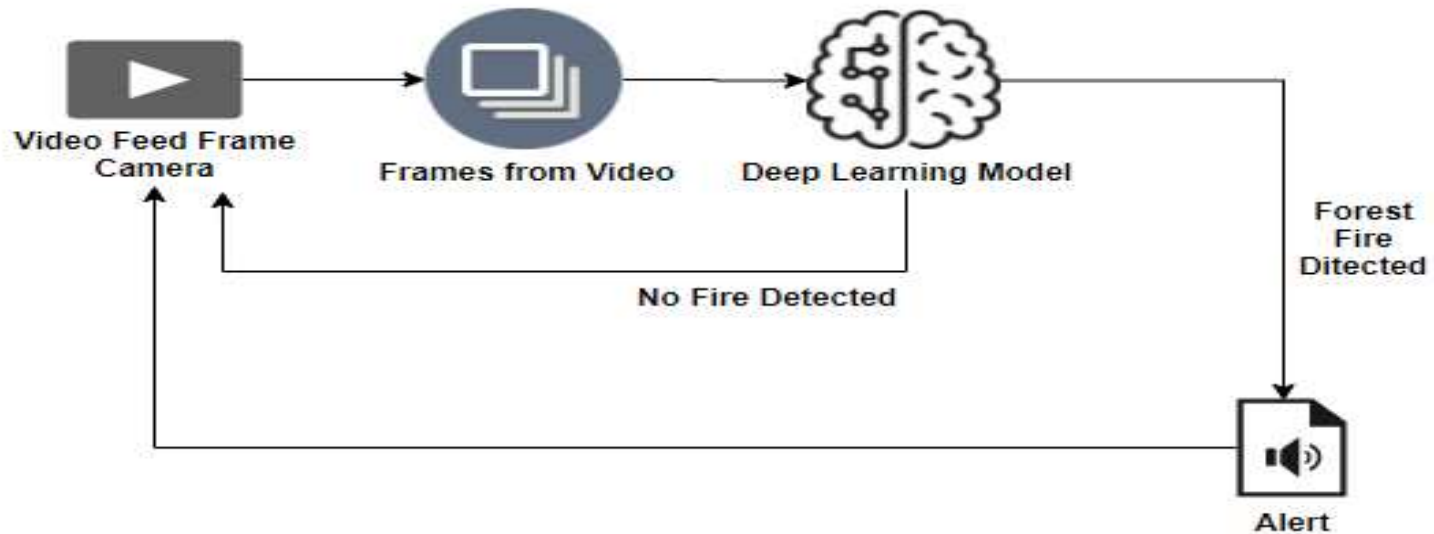 Video Feed Frame
Camera
Frames from Video
Deep Learning Model
Forest
Fire
Ditected
No Fire Detected
Alert